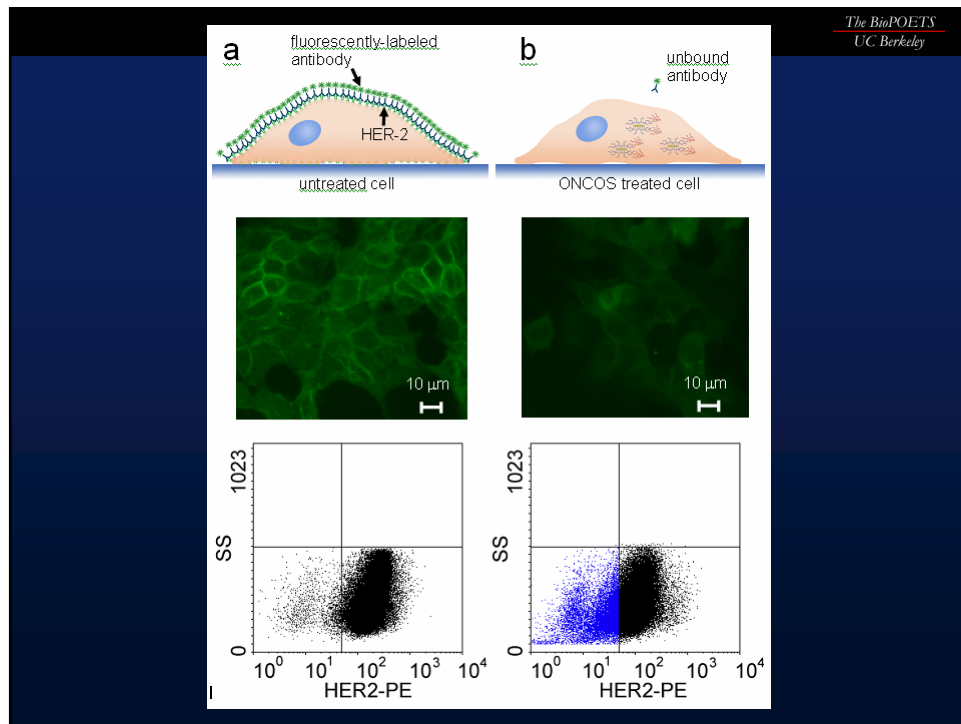 The BioPOETS
UC Berkeley
a
fluorescently-labeled
antibody
HER-2
untreated cell
b
unbound
antibody
ONCOS treated cell
10 μm
10 μm
1023
SS
0
10^0 10^1 10^2 10^3 10^4
HER2-PE
1023
SS
0
10^0 10^1 10^2 10^3 10^4
HER2-PE